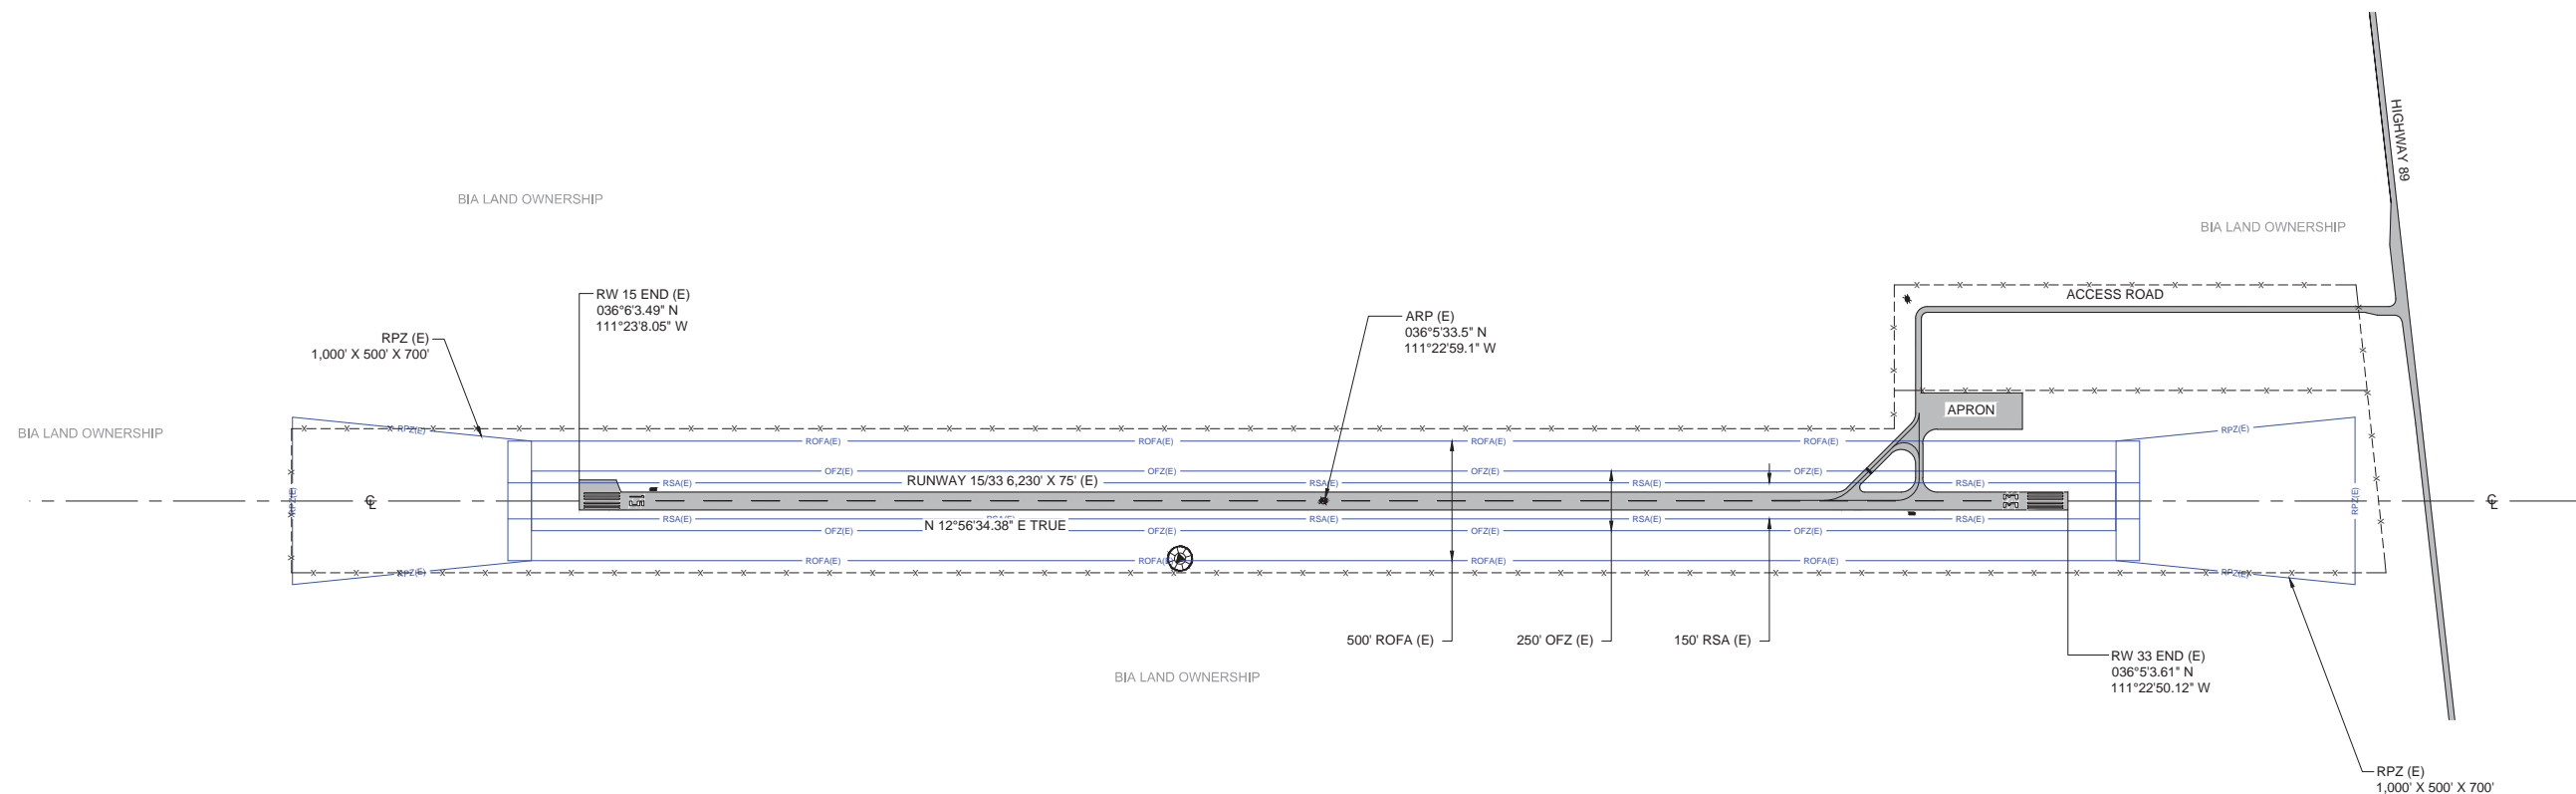 HIGHWAY 89
BIA LAND OWNERSHIP
BIA LAND OWNERSHIP
RW 15 END (E)
036°6'3.49" N
111°23'8.05" W
ACCESS ROAD
ARP (E)
036°5'33.5" N
111°22'59.1" W
RPZ (E)
1,000' X 500' X 700'
APRON
BIA LAND OWNERSHIP
RPZ(E)
RPZ(E)
ROFA(E)
ROFA(E)
ROFA(E)
ROFA(E)
OFZ(E)
OFZ(E)
OFZ(E)
OFZ(E)
RUNWAY 15/33 6,230' X 75' (E)
RSA(E)
RSA(E)
RSA(E)
RSA(E)
RPZ(E)
℄
15
33
RPZ(E)
℄
RSA(E)
RSA(E)
RSA(E)
RSA(E)
RSA(E)
N 12°56'34.38" E TRUE
OFZ(E)
OFZ(E)
OFZ(E)
OFZ(E)
ROFA(E)
ROFA(E)
ROFA(E)
ROFA(E)
RPZ(E)
RPZ(E)
500' ROFA (E)
250' OFZ (E)
150' RSA (E)
RW 33 END (E)
036°5'3.61" N
111°22'50.12" W
BIA LAND OWNERSHIP
RPZ (E)
1,000' X 500' X 700'